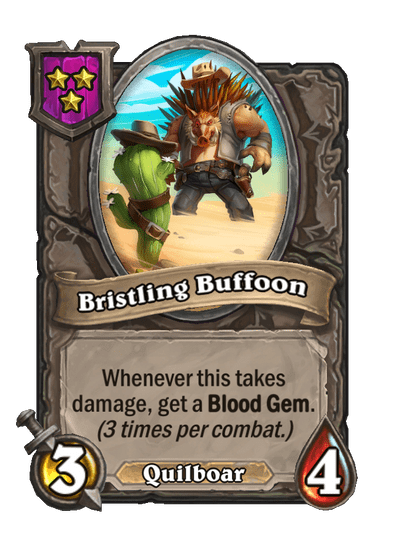 Bristling Buffoon
Whenever this takes
damage, get a Blood Gem.
(3 times per combat.)
3
Quilboar
4